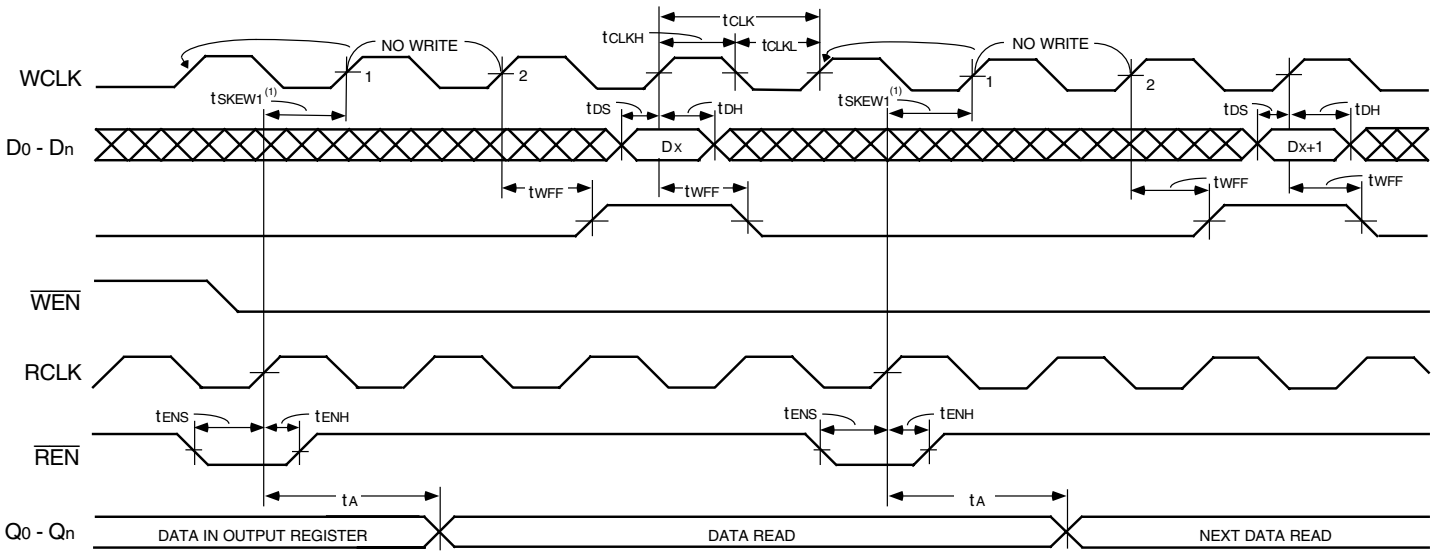 tCLK
tCLKH
tCLKL
NO WRITE
NO WRITE
WCLK
1
2
1
2
tSKEW1(1)
tDS
tDH
tSKEW1(1)
tDS
tDH
D0 - Dn
DX
DX+1
tWFF
tWFF
tWFF
tWFF
WEN
RCLK
tENS
tENH
tENS
tENH
REN
tA
tA
Q0 - Qn
DATA IN OUTPUT REGISTER
DATA READ
NEXT DATA READ